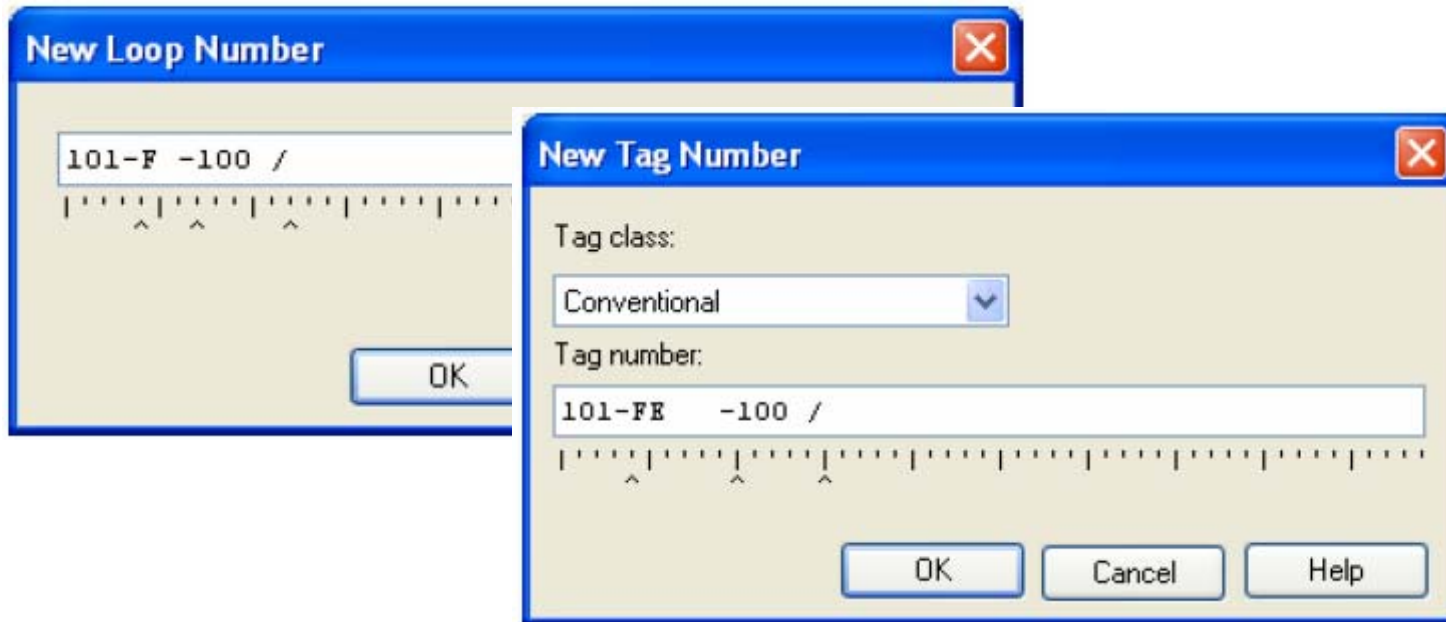 New Loop Number
101-F -100 /
OK
New Tag Number
Tag class:
Conventional
Tag number:
101-FE   -100 /
OK
Cancel
Help